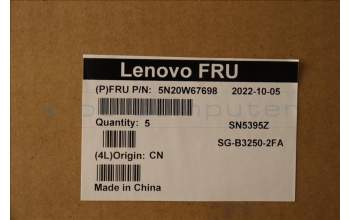 Lenovo FRU
(P)FRU P/N: 5N20W67698 2022-10-05
Quantity: 5 SN5395Z
SG-B3250-2FA
(4L)Origin: CN
Made in China